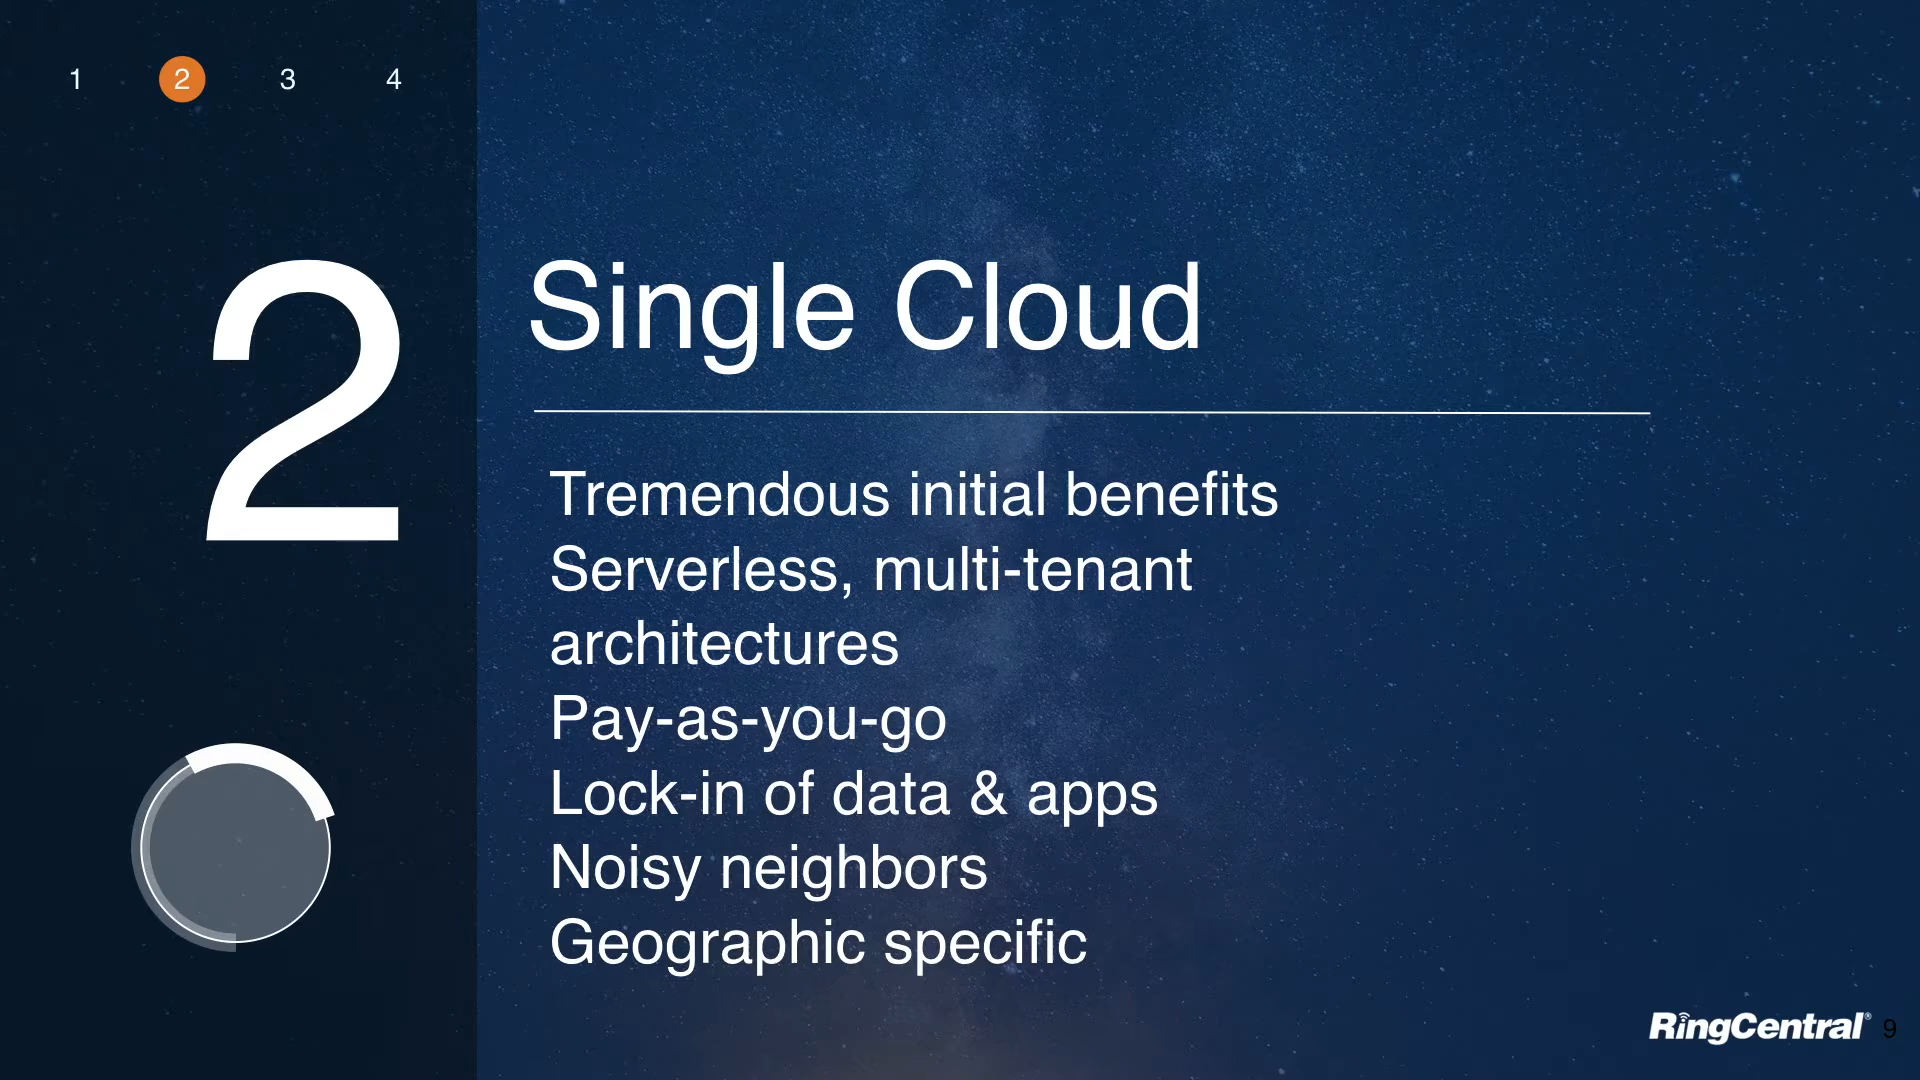 1 2 3 4
2
Single Cloud
Tremendous initial benefits
Serverless, multi-tenant
architectures
Pay-as-you-go
Lock-in of data & apps
Noisy neighbors
Geographic specific
RingCentral® 9